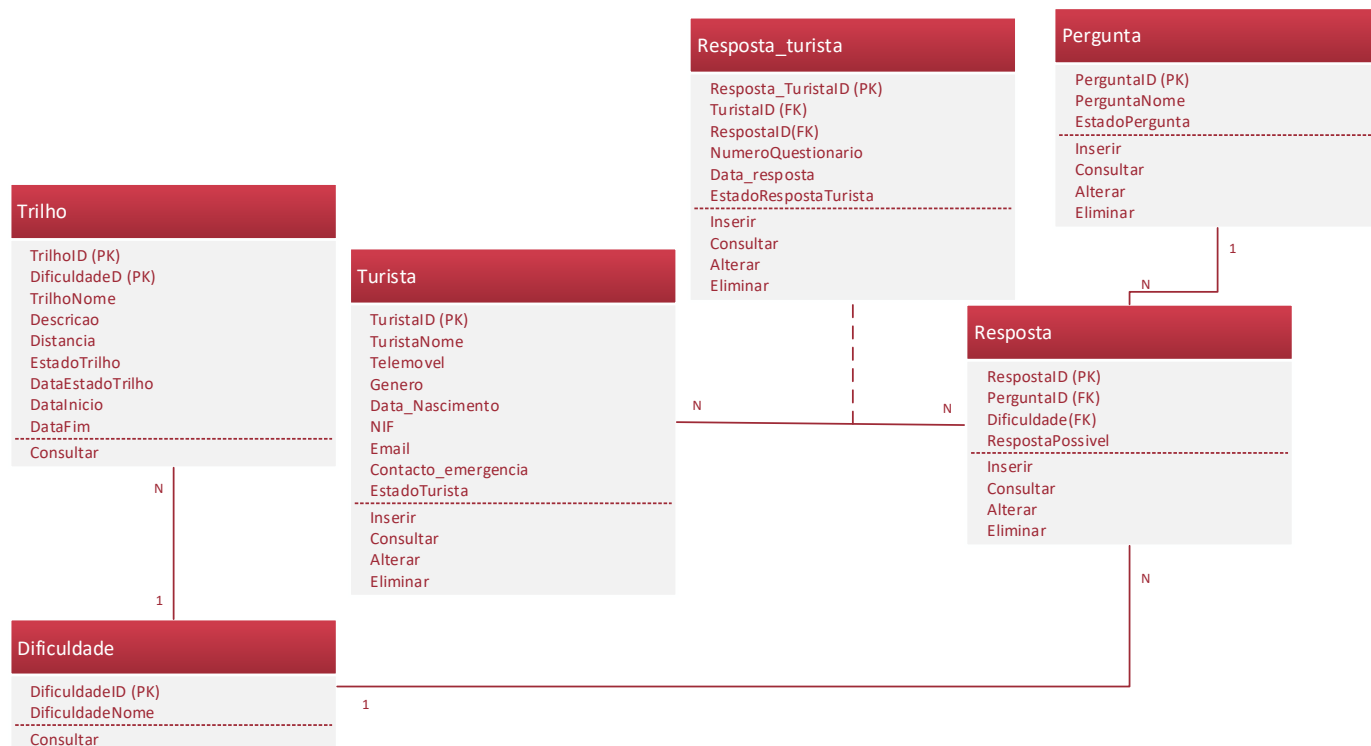 Resposta_turista
Resposta_TuristaID (PK)
TuristaID (FK)
RespostaID(FK)
NumeroQuestionario
Data_resposta
EstadoRespostaTurista
Inserir
Consultar
Alterar
Eliminar
Pergunta
PerguntaID (PK)
PerguntaNome
EstadoPergunta
Inserir
Consultar
Alterar
Eliminar
1
N
Trilho
TrilhoID (PK)
DificuldadeD (PK)
TrilhoNome
Descricao
Distancia
EstadoTrilho
DataEstadoTrilho
DataInicio
DataFim
Consultar
N
1
Turista
TuristaID (PK)
TuristaNome
Telemovel
Genero
Data_Nascimento
NIF
Email
Contacto_emergencia
EstadoTurista
Inserir
Consultar
Alterar
Eliminar
N
N
Resposta
RespostaID (PK)
PerguntaID (FK)
Dificuldade(FK)
RespostaPossivel
Inserir
Consultar
Alterar
Eliminar
N
Dificuldade
DificuldadeID (PK)
DificuldadeNome
Consultar
1